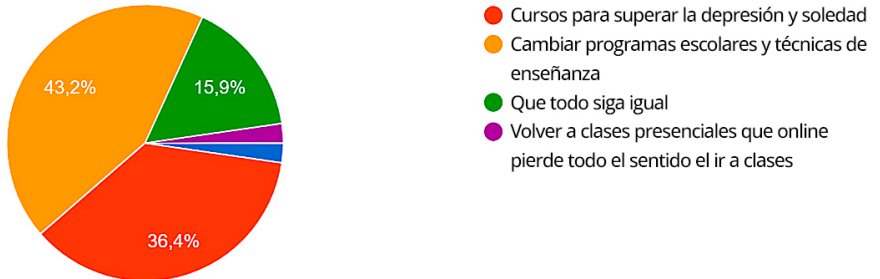 43,2%
15,9%
36,4%
Cursos para superar la depresión y soledad
Cambiar programas escolares y técnicas de
enseñanza
Que todo siga igual
Volver a clases presenciales que online
pierde todo el sentido el ir a clases